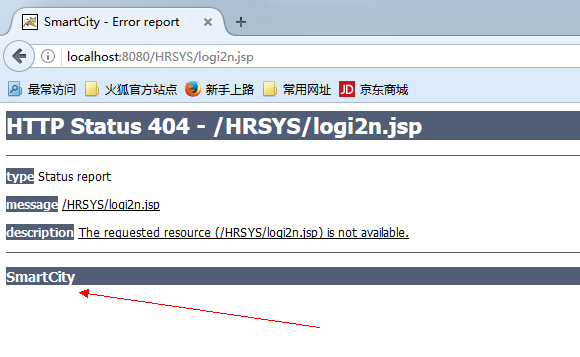 SmartCity - Error report
localhost:8080/HRSYS/logi2n.jsp
最常访问 火狐官方站点 新手上路 常用网址 JD 京东商城
HTTP Status 404 - /HRSYS/logi2n.jsp
type Status report
message /HRSYS/logi2n.jsp
description The requested resource (/HRSYS/logi2n.jsp) is not available.
SmartCity